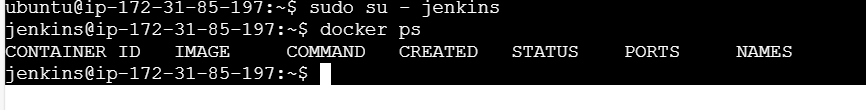 ubuntu@ip-172-31-85-197:~$ sudo su - jenkins
jenkins@ip-172-31-85-197:~$ docker ps
CONTAINER ID   IMAGE     COMMAND   CREATED   STATUS    PORTS     NAMES
jenkins@ip-172-31-85-197:~$